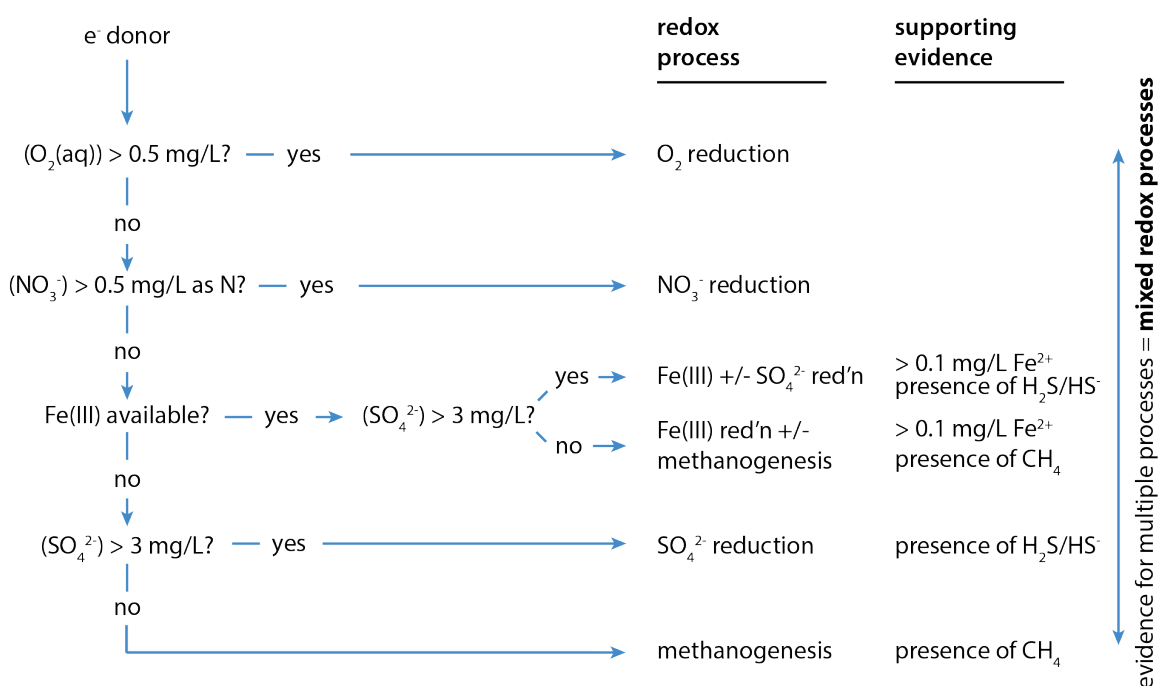 e⁻ donor
redox
process
supporting
evidence
(O₂(aq)) > 0.5 mg/L?
yes
O₂ reduction
no
(NO₃⁻) > 0.5 mg/L as N?
yes
NO₃⁻ reduction
no
Fe(III) available?
yes
(SO₄²⁻) > 3 mg/L?
yes
Fe(III) +/- SO₄²⁻ red’n
> 0.1 mg/L Fe²⁺
presence of H₂S/HS⁻
no
Fe(III) red’n +/-
methanogenesis
> 0.1 mg/L Fe²⁺
presence of CH₄
no
(SO₄²⁻) > 3 mg/L?
yes
SO₄²⁻ reduction
presence of H₂S/HS⁻
no
methanogenesis
presence of CH₄
evidence for multiple processes = mixed redox processes